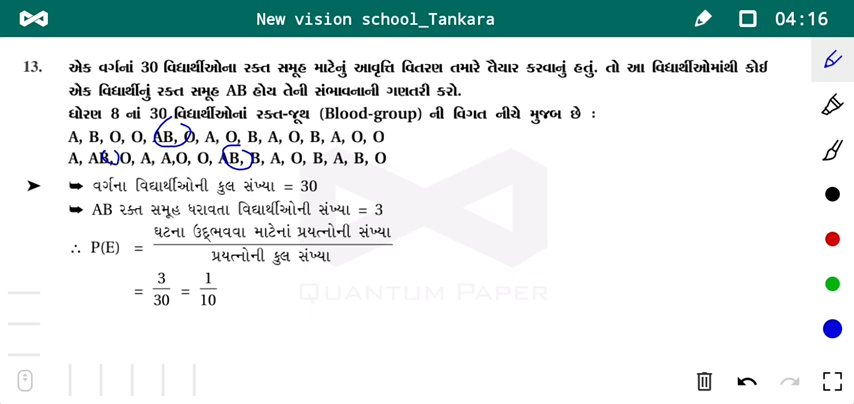 New vision school_Tankara
04:16
13. એક વર્ગનાં 30 વિદ્યાર્થીઓના રક્ત સમૂહ માટેનું આવૃત્તિ વિતરણ તમારે તૈયાર કરવાનું હતું. તો આ વિદ્યાર્થીઓમાંથી કોઈ
એક વિદ્યાર્થીનું રક્ત સમૂહ AB હોય તેની સંભાવનાની ગણતરી કરો.
ધોરણ 8 નાં 30 વિદ્યાર્થીઓનાં રક્ત-જૂથ (Blood-group) ની વિગત નીચે મુજબ છે :
A, B, O, O, AB, O, A, O, B, A, O, B, A, O, O
A, AB, O, A, A,O, O, AB, B, A, O, B, A, B, O
➤ ➥ વર્ગના વિદ્યાર્થીઓની કુલ સંખ્યા = 30
➥ AB રક્ત સમૂહ ધરાવતા વિદ્યાર્થીઓની સંખ્યા = 3
∴ P(E) = ઘટના ઉદ્ભવવા માટેનાં પ્રયત્નોની સંખ્યા
પ્રયત્નોની કુલ સંખ્યા
= 3/30 = 1/10
QUANTUM PAPER